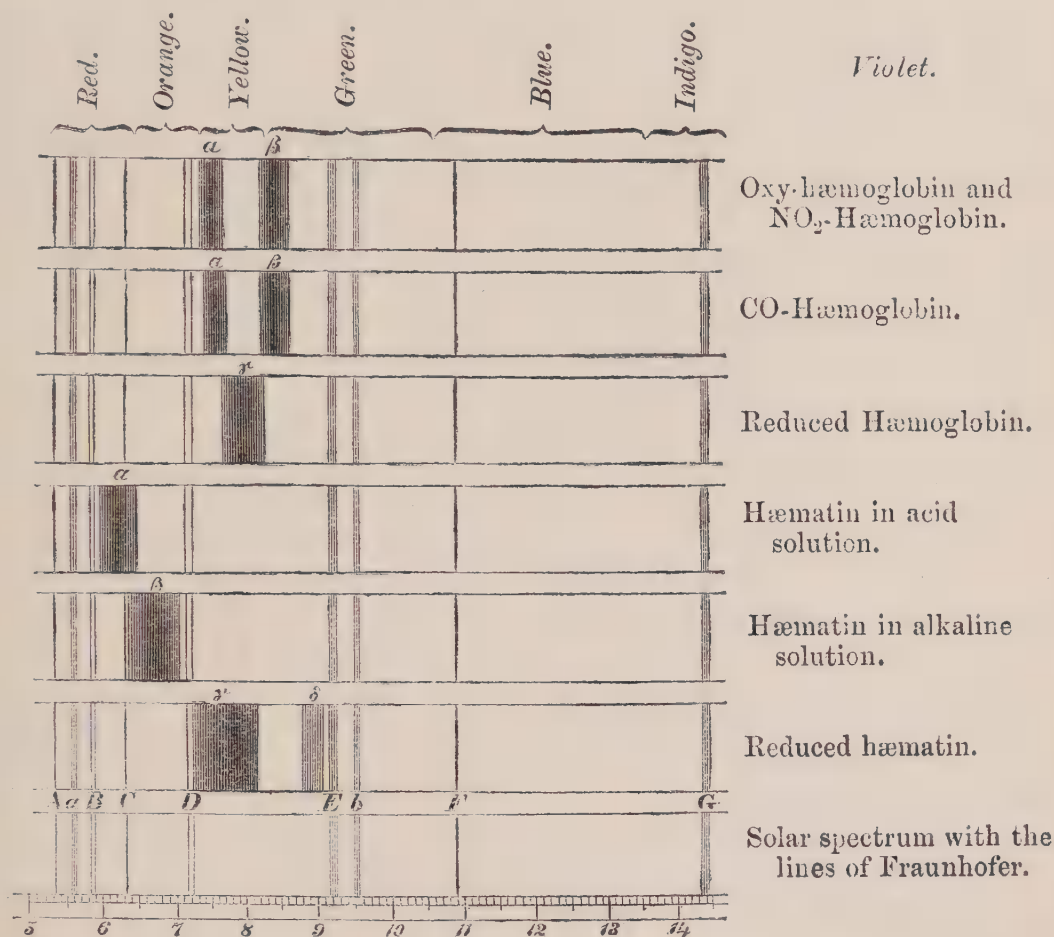 Red. Orange. Yellow. Green. Blue. Indigo. Violet.
α β
Oxy-hæmoglobin and
NO₂-Hæmoglobin.
α β
CO-Hæmoglobin.
γ
Reduced Hæmoglobin.
α
Hæmatin in acid
solution.
β
Hæmatin in alkaline
solution.
γ δ
Reduced hæmatin.
A a B C D E b F G
Solar spectrum with the
lines of Fraunhofer.
5 6 7 8 9 10 11 12 13 14